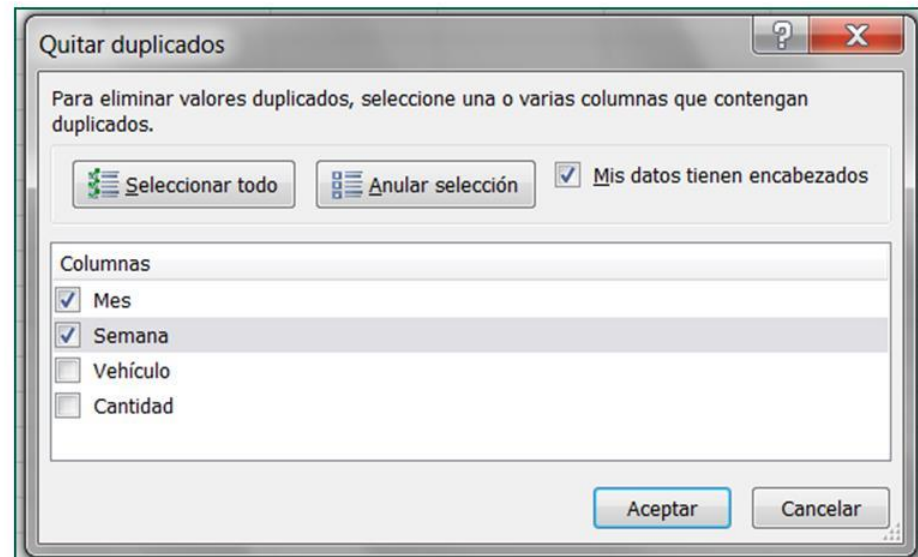 Quitar duplicados
Para eliminar valores duplicados, seleccione una o varias columnas que contengan
duplicados.
Seleccionar todo
Anular selección
Mis datos tienen encabezados
Columnas
Mes
Semana
Vehículo
Cantidad
Aceptar
Cancelar